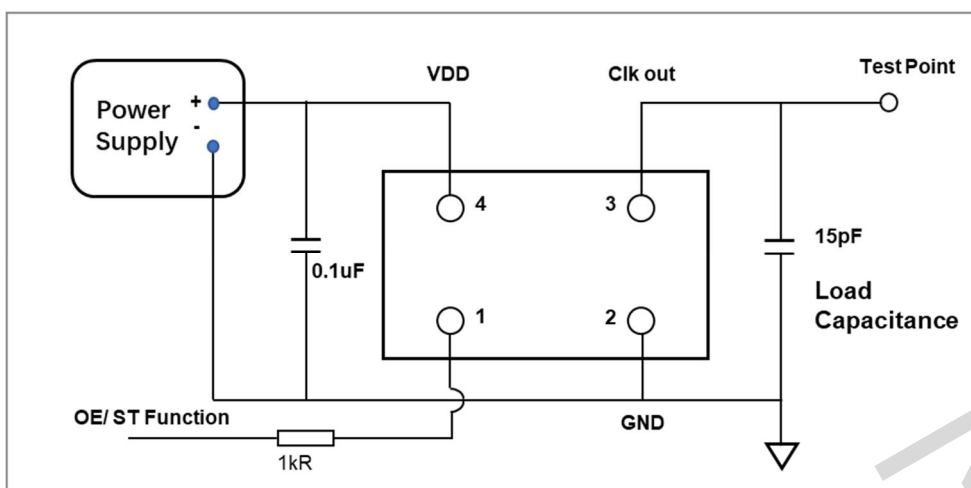 VDD
Clk out
Test Point
Power
Supply
+
-
4
3
0.1uF
15pF
1
2
Load
Capacitance
OE/ ST Function
GND
1kR